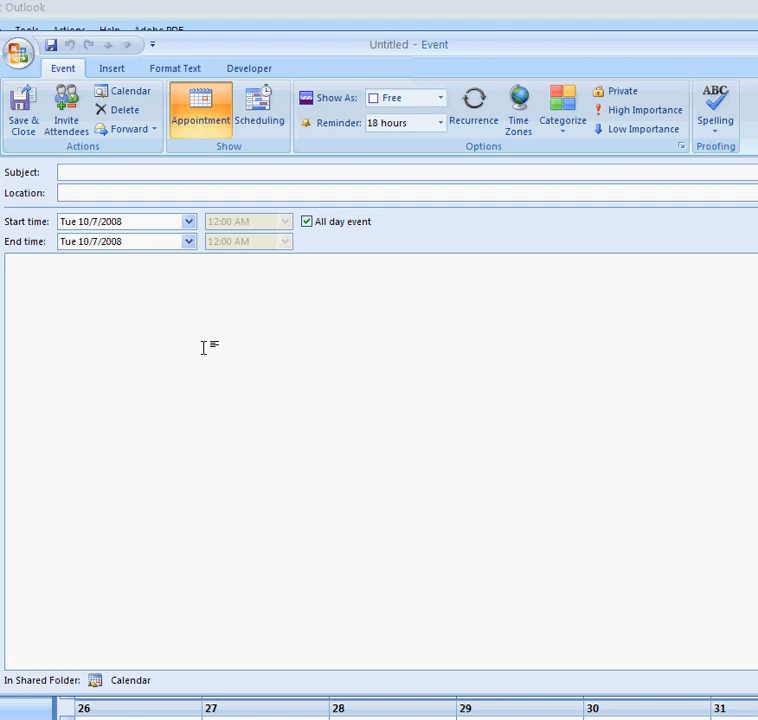 Outlook
Tools Actions Help Adobe PDF
Untitled - Event
Event Insert Format Text Developer
Save & Close
Invite Attendees
Calendar
Delete
Forward
Actions
Appointment
Scheduling
Show
Show As: Free
Reminder: 18 hours
Recurrence
Time Zones
Categorize
Private
High Importance
Low Importance
Options
ABC
Spelling
Proofing
Subject:
Location:
Start time: Tue 10/7/2008 12:00 AM All day event
End time: Tue 10/7/2008 12:00 AM
In Shared Folder: Calendar
26 27 28 29 30 31